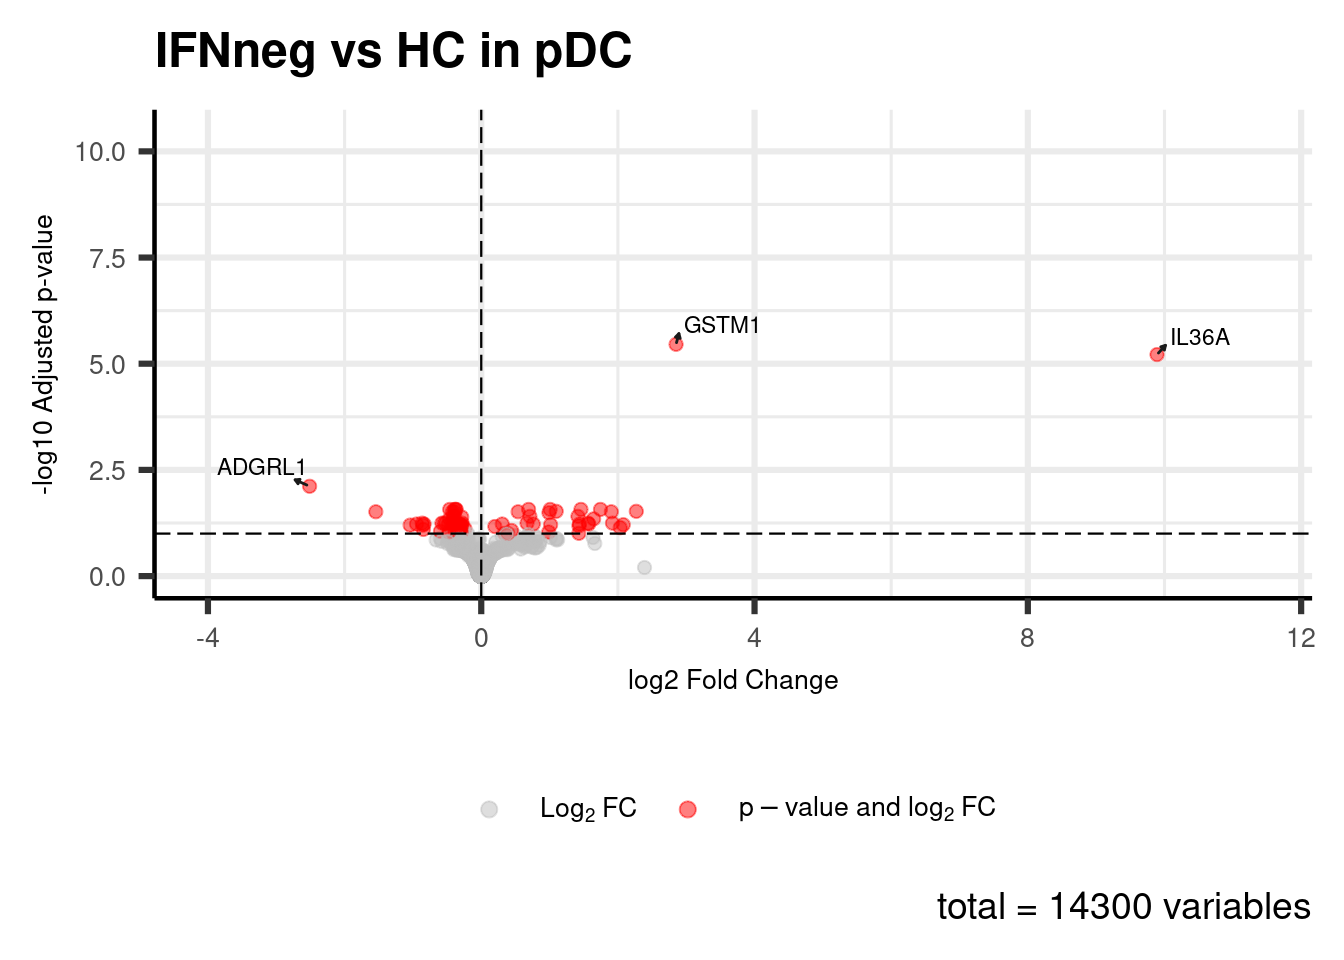 IFNneg vs HC in pDC
-log10 Adjusted p-value
10.0
7.5
5.0
2.5
0.0
GSTM1
IL36A
ADGRL1
-4 0 4 8 12
log2 Fold Change
Log₂ FC p − value and log₂ FC
total = 14300 variables